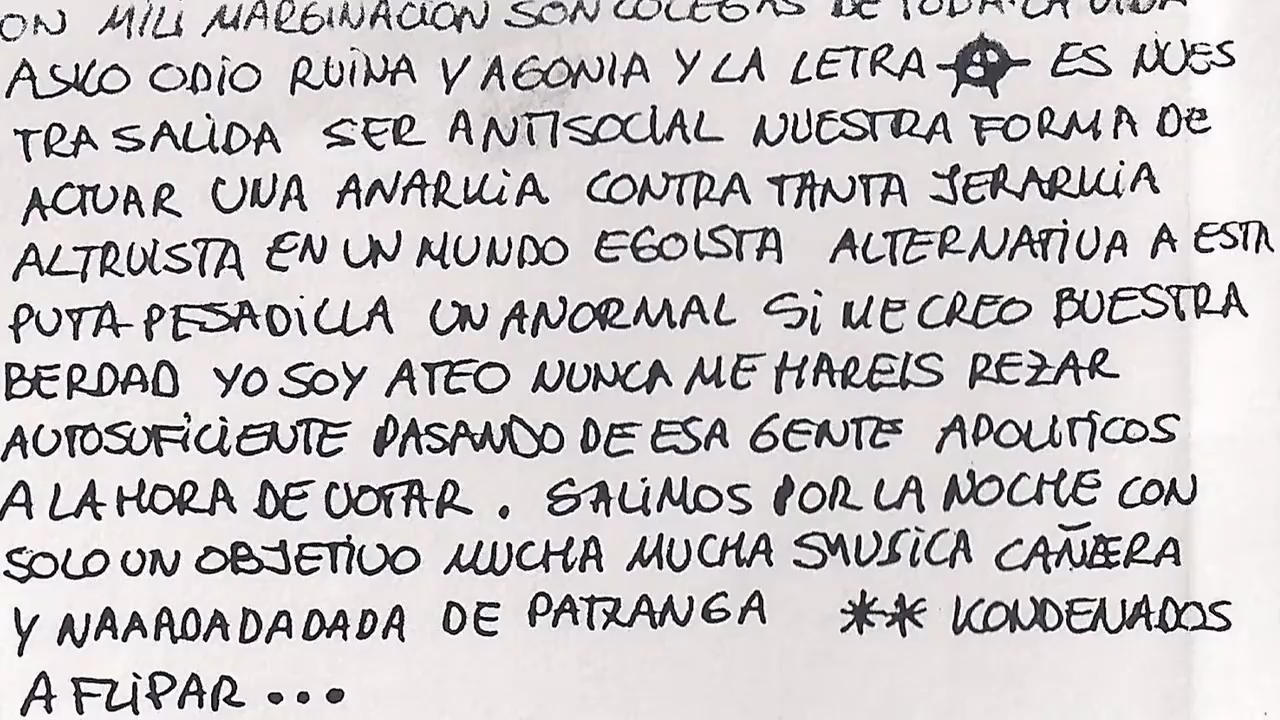 ON MILI MARGINACION SON COLEGAS DE TODA LA VIDA
ASKO ODIO RUINA Y AGONIA Y LA LETRA A ES NUES
TRA SALIDA SER ANTISOCIAL NUESTRA FORMA DE
ACTUAR UNA ANARKIA CONTRA TANTA JERARKIA
ALTRUISTA EN UN MUNDO EGOISTA ALTERNATIVA A ESTA
PUTA PESADILLA UN ANORMAL SI ME CREO BUESTRA
BERDAD YO SOY ATEO NUNCA ME HAREIS REZAR
AUTOSUFICIENTE PASANDO DE ESA GENTE APOLITICOS
A LA HORA DE VOTAR. SALIMOS POR LA NOCHE CON
SOLO UN OBJETIVO MUCHA MUCHA SMUSICA CAÑERA
Y NAAADADADADA DE PATXANGA ** KONDENADOS
A FLIPAR...